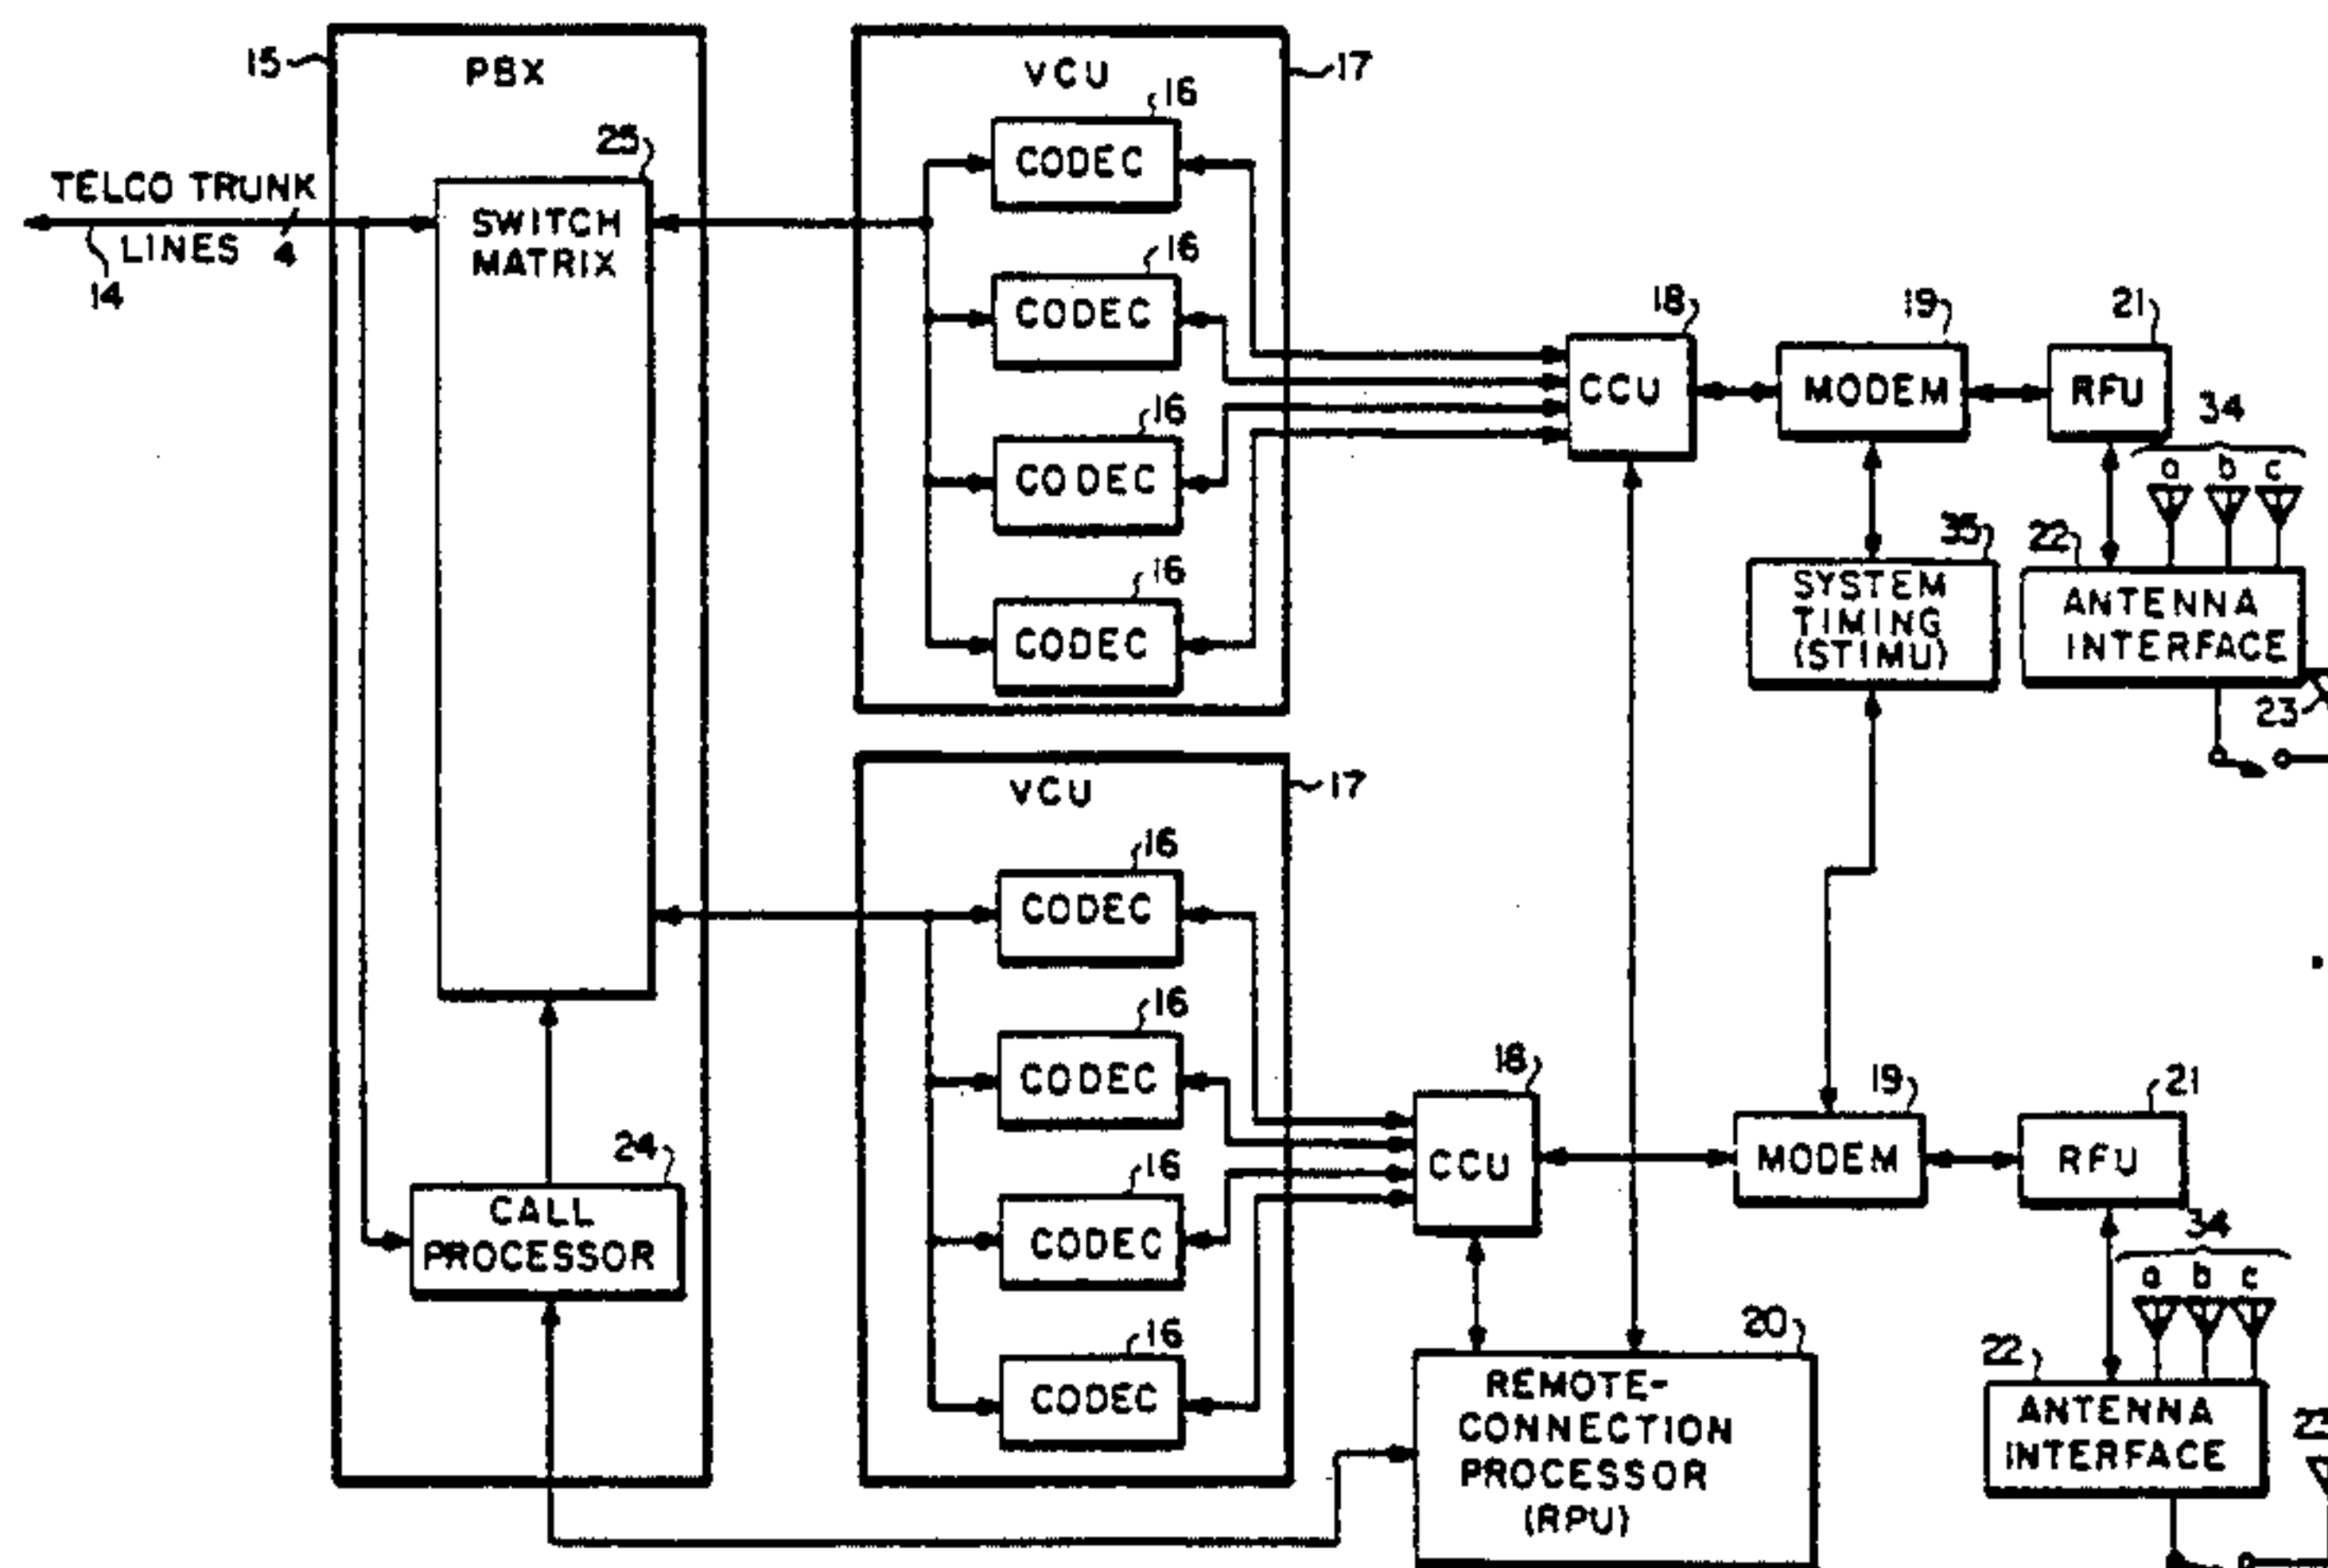 15
PBX
25
TELCO TRUNK
LINES 4
14
SWITCH
MATRIX
24
CALL
PROCESSOR
VCU
17
16
CODEC
16
CODEC
16
CODEC
16
CODEC
VCU
17
16
CODEC
16
CODEC
16
CODEC
16
CODEC
18
CCU
19
MODEM
21
RFU
34
a b c
35
SYSTEM
TIMING
(STIMU)
22
ANTENNA
INTERFACE
23
18
CCU
19
MODEM
21
RFU
34
a b c
22
ANTENNA
INTERFACE
20
REMOTE-
CONNECTION
PROCESSOR
(RPU)